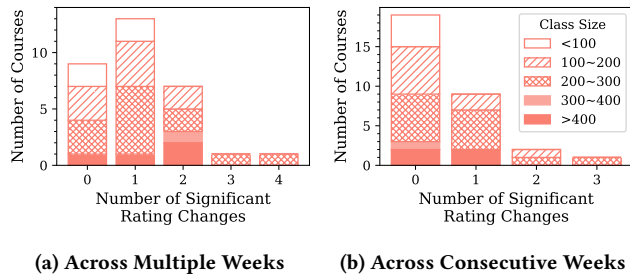 Number of Courses
10
5
0
0 1 2 3 4
Number of Significant
Rating Changes
(a) Across Multiple Weeks
Number of Courses
15
10
5
0
0 1 2 3
Number of Significant
Rating Changes
Class Size
<100
100~200
200~300
300~400
>400
(b) Across Consecutive Weeks